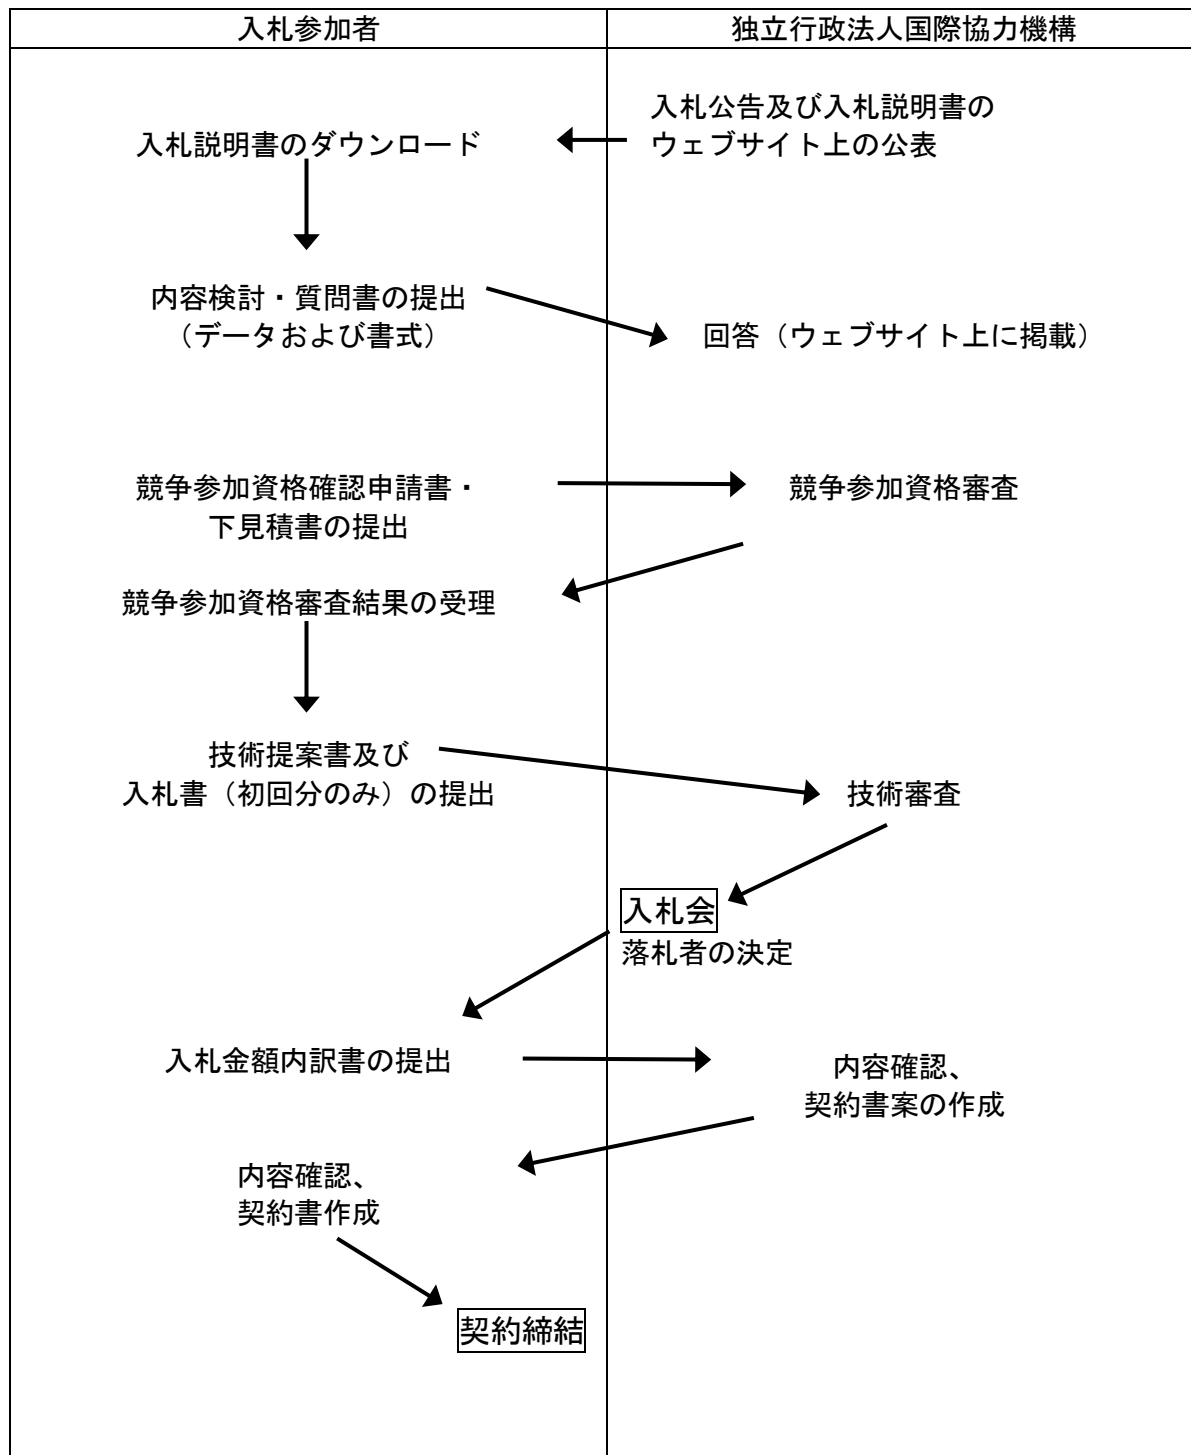 入札参加者
独立行政法人国際協力機構
入札公告及び入札説明書の
ウェブサイト上の公表
入札説明書のダウンロード
内容検討・質問書の提出
（データおよび書式）
回答（ウェブサイト上に掲載）
競争参加資格確認申請書・
下見積書の提出
競争参加資格審査
競争参加資格審査結果の受理
技術提案書及び
入札書（初回分のみ）の提出
技術審査
入札会
落札者の決定
入札金額内訳書の提出
内容確認、
契約書案の作成
内容確認、
契約書作成
契約締結